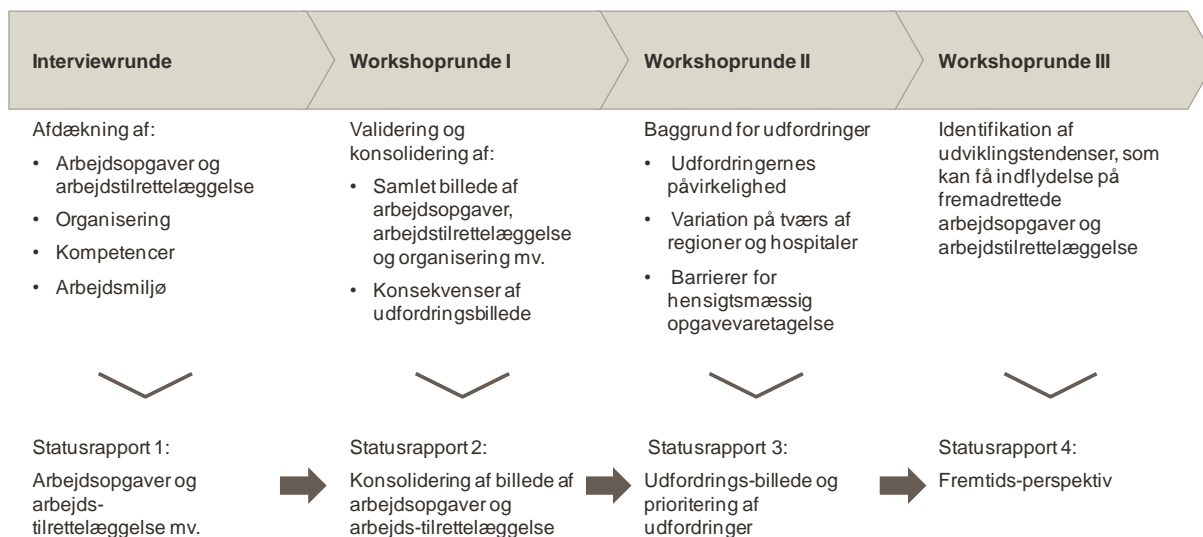 Interviewrunde
Workshoprunde I
Workshoprunde II
Workshoprunde III
Afdækning af:
• Arbejdsopgaver og
arbejdstilrettelæggelse
• Organisering
• Kompetencer
• Arbejdsmiljø
Validering og
konsolidering af:
• Samlet billede af
arbejdsopgaver,
arbejdstilrettelæggelse
og organisering mv.
• Konsekvenser af
udfordringsbillede
Baggrund for udfordringer
• Udfordringernes
påvirkelighed
• Variation på tværs af
regioner og hospitaler
• Barrierer for
hensigtsmæssig
opgavevaretagelse
Identifikation af
udviklingstendenser, som
kan få indflydelse på
fremadrettede
arbejdsopgaver og
arbejdstilrettelæggelse
Statusrapport 1:
Arbejdsopgaver og
arbejds-
tilrettelæggelse mv.
Statusrapport 2:
Konsolidering af billede af
arbejdsopgaver og
arbejds-tilrettelæggelse
Statusrapport 3:
Udfordrings-billede og
prioritering af
udfordringer
Statusrapport 4:
Fremtids-perspektiv